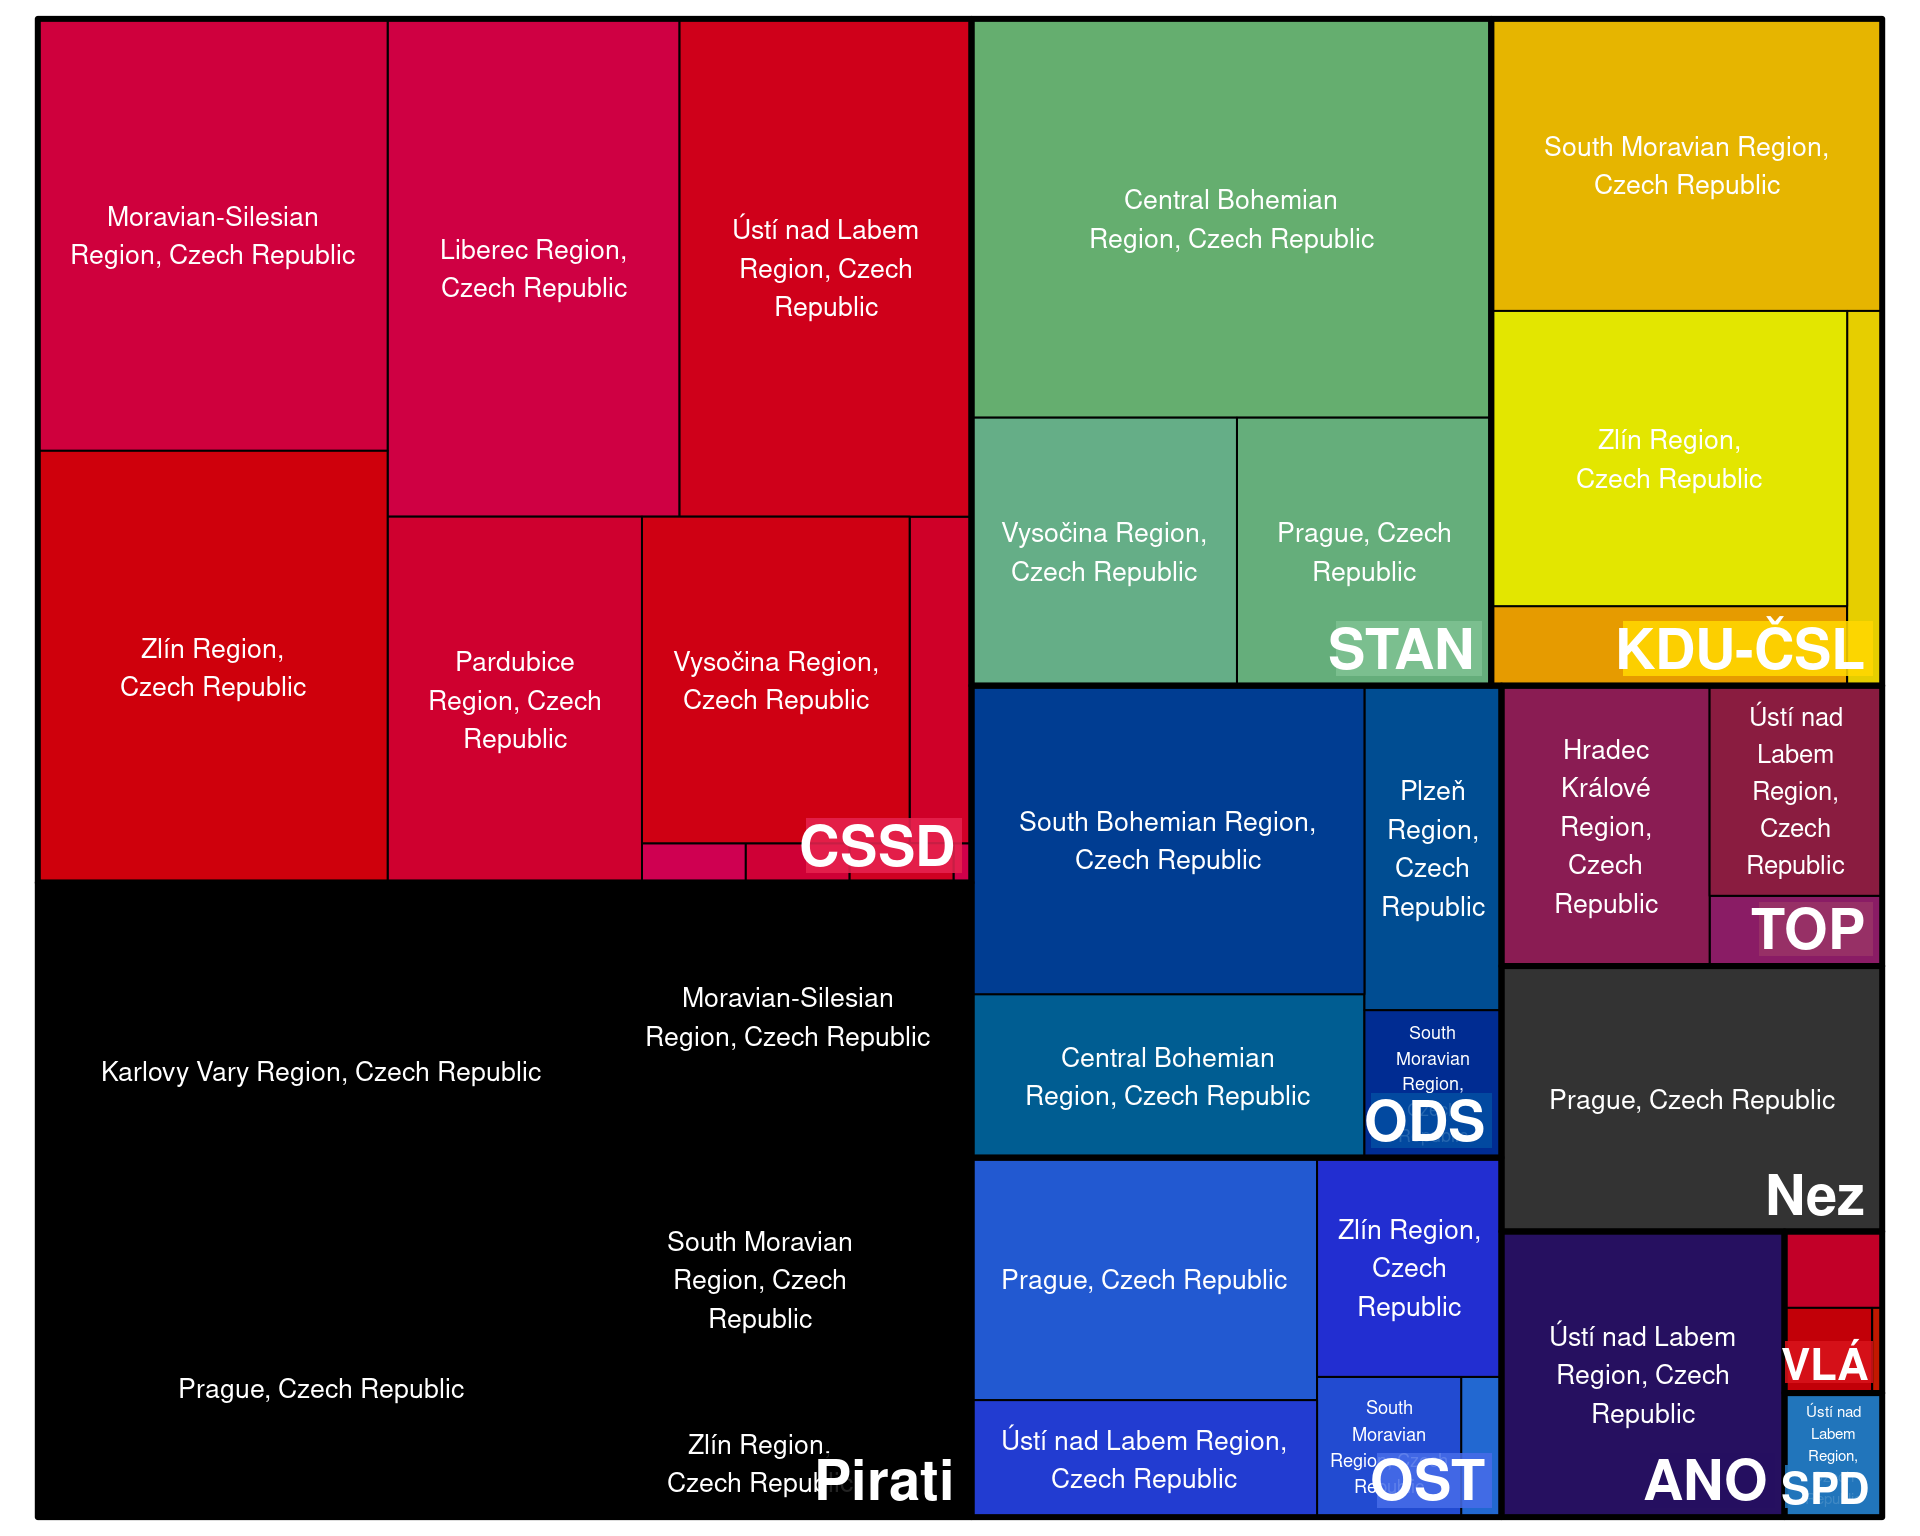 Moravian-Silesian
Region, Czech Republic
Liberec Region,
Czech Republic
Ústí nad Labem
Region, Czech
Republic
Zlín Region,
Czech Republic
Pardubice
Region, Czech
Republic
Vysočina Region,
Czech Republic
CSSD
Central Bohemian
Region, Czech Republic
Vysočina Region,
Czech Republic
Prague, Czech
Republic
STAN
South Moravian Region,
Czech Republic
Zlín Region,
Czech Republic
KDU-ČSL
Karlovy Vary Region, Czech Republic
Moravian-Silesian
Region, Czech Republic
Prague, Czech Republic
South Moravian
Region, Czech
Republic
Zlín Region,
Czech Republic
Pirati
South Bohemian Region,
Czech Republic
Plzeň
Region,
Czech
Republic
Central Bohemian
Region, Czech Republic
South
Moravian
Region,
ODS
Hradec
Králové
Region,
Czech
Republic
Ústí nad
Labem
Region,
Czech
Republic
TOP
Prague, Czech Republic
Nez
Prague, Czech Republic
Zlín Region,
Czech
Republic
Ústí nad Labem Region,
Czech Republic
South
Moravian
Region, Czech
OST
Ústí nad Labem
Region, Czech
Republic
ANO
VLÁ
Ústí nad
Labem
Region,
SPD